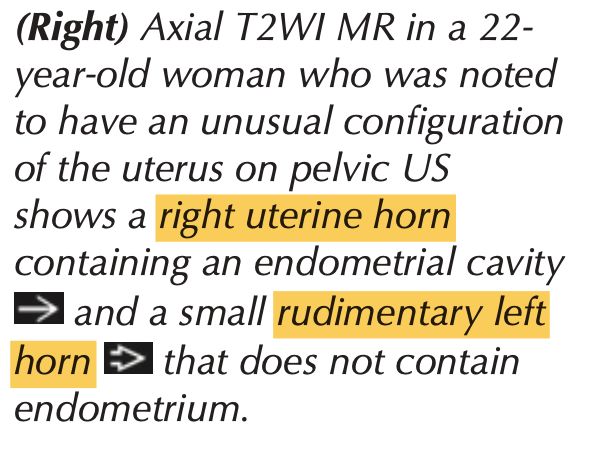 (Right) Axial T2WI MR in a 22-
year-old woman who was noted
to have an unusual configuration
of the uterus on pelvic US
shows a right uterine horn
containing an endometrial cavity
and a small rudimentary left
horn that does not contain
endometrium.